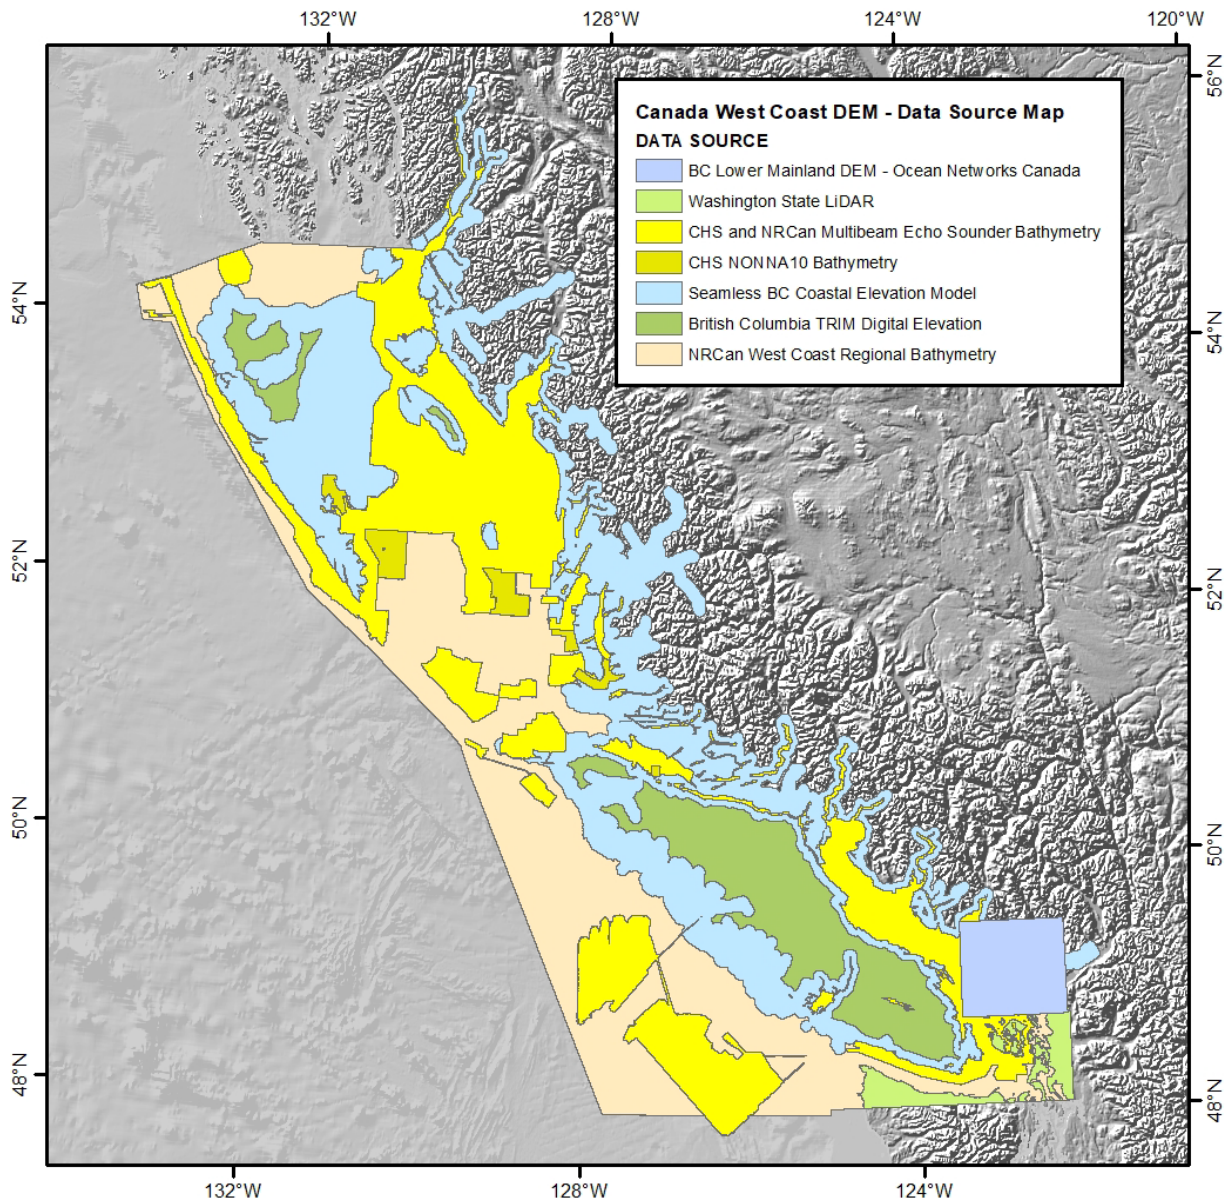 132°W
128°W
124°W
120°W
56°N
Canada West Coast DEM - Data Source Map
DATA SOURCE
BC Lower Mainland DEM - Ocean Networks Canada
Washington State LiDAR
CHS and NRCan Multibeam Echo Sounder Bathymetry
CHS NONNA10 Bathymetry
Seamless BC Coastal Elevation Model
British Columbia TRIM Digital Elevation
NRCan West Coast Regional Bathymetry
54°N
54°N
52°N
52°N
50°N
50°N
48°N
48°N
132°W
128°W
124°W